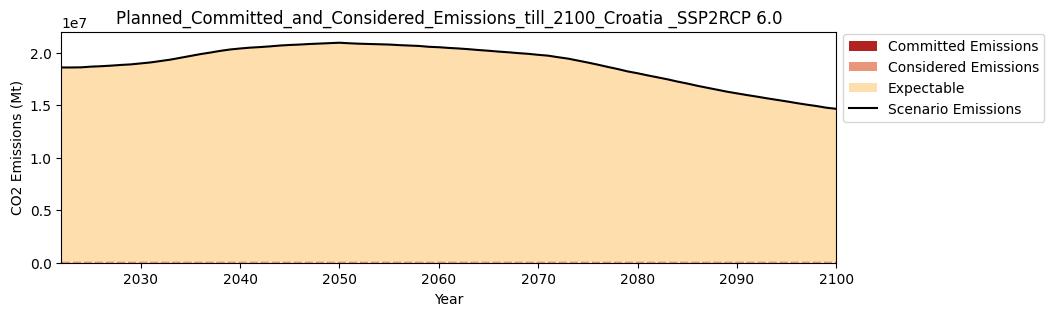 Planned_Committed_and_Considered_Emissions_till_2100_Croatia _SSP2RCP 6.0
1e7
2.0
1.5
1.0
0.5
0.0
CO2 Emissions (Mt)
2030 2040 2050 2060 2070 2080 2090 2100
Year
Committed Emissions
Considered Emissions
Expectable
Scenario Emissions